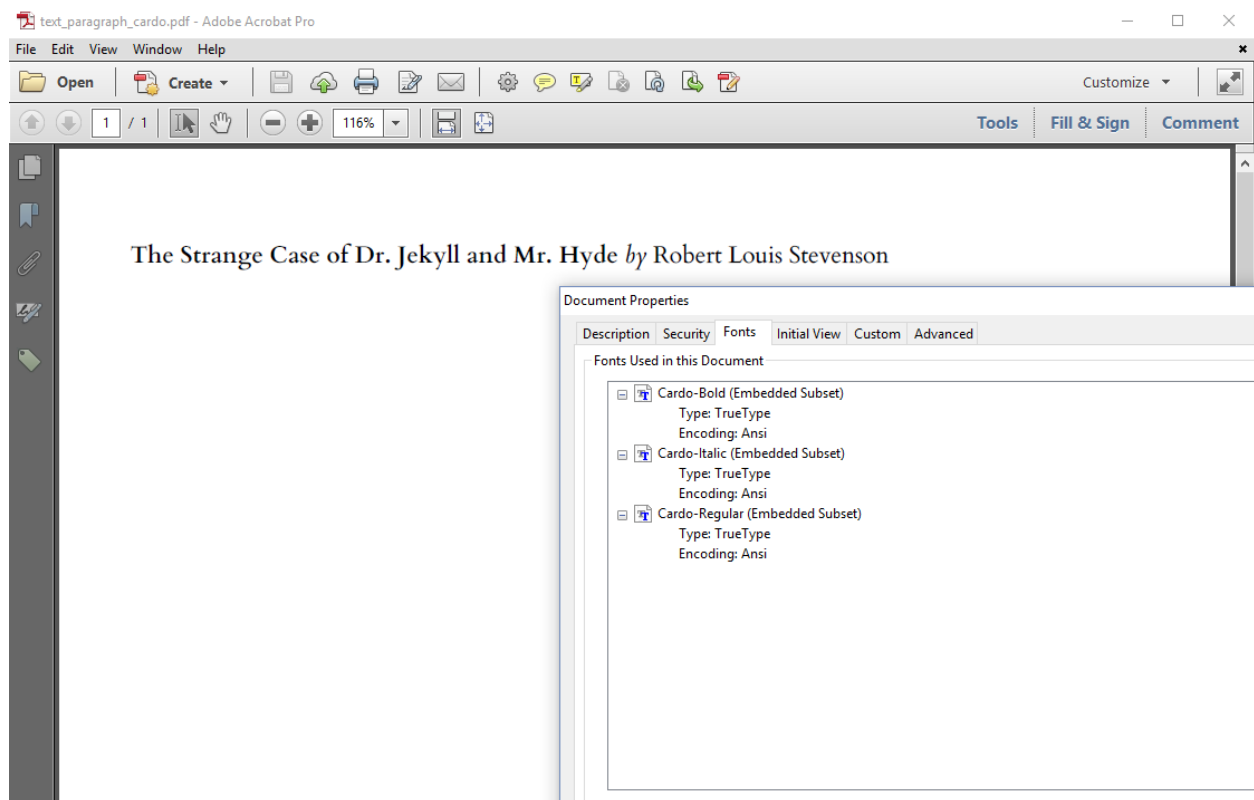 text_paragraph_cardo.pdf - Adobe Acrobat Pro
File Edit View Window Help
Open Create Customize
1 / 1 116% Tools Fill & Sign Comment
The Strange Case of Dr. Jekyll and Mr. Hyde by Robert Louis Stevenson
Document Properties
Description Security Fonts Initial View Custom Advanced
Fonts Used in this Document
Cardo-Bold (Embedded Subset)
Type: TrueType
Encoding: Ansi
Cardo-Italic (Embedded Subset)
Type: TrueType
Encoding: Ansi
Cardo-Regular (Embedded Subset)
Type: TrueType
Encoding: Ansi